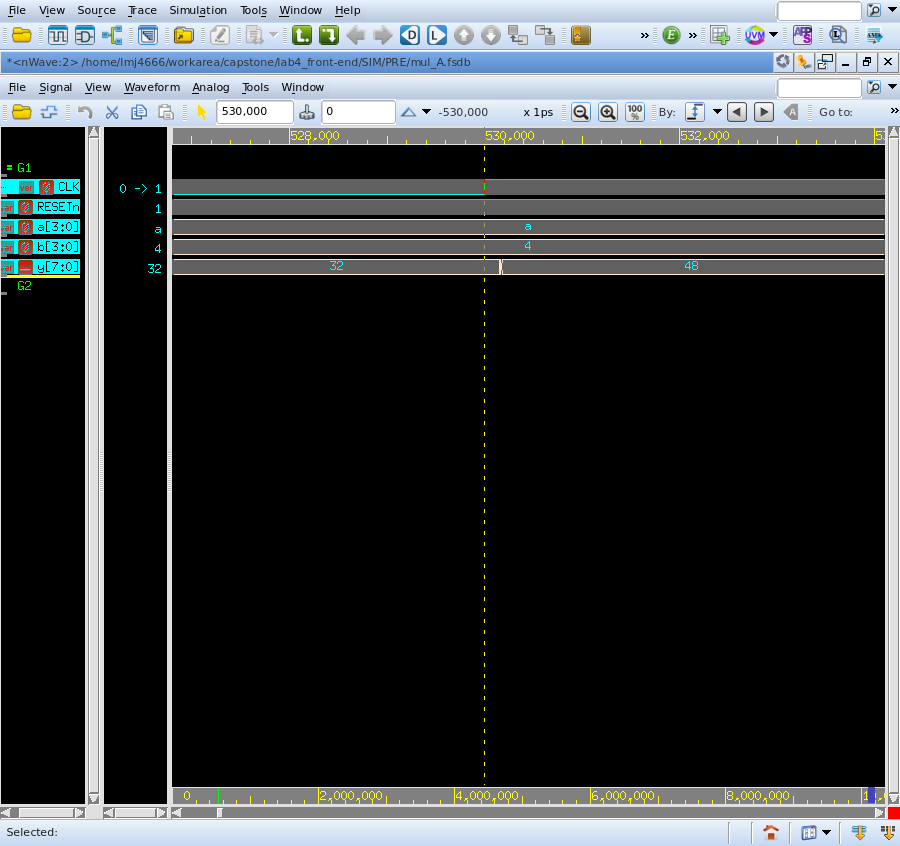 File View Source Trace Simulation Tools Window Help
*<nWave:2> /home/lmj4666/workarea/capstone/lab4_front-end/SIM/PRE/mul_A.fsdb
File Signal View Waveform Analog Tools Window
530,000 0 -530,000 x 1ps 100 % By: Go to: »
528,000 530,000 532,000
= G1
CLK 0 -> 1
RESETn 1
a[3:0] a a
b[3:0] 4 4
y[7:0] 32 32 48
G2
0 2,000,000 4,000,000 6,000,000 8,000,000
Selected: